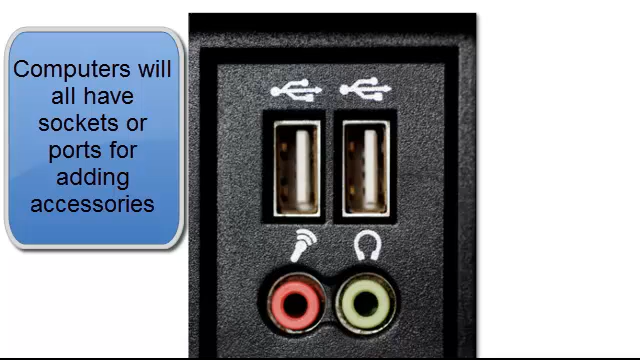 Computers will
all have
sockets or
ports for
adding
accessories